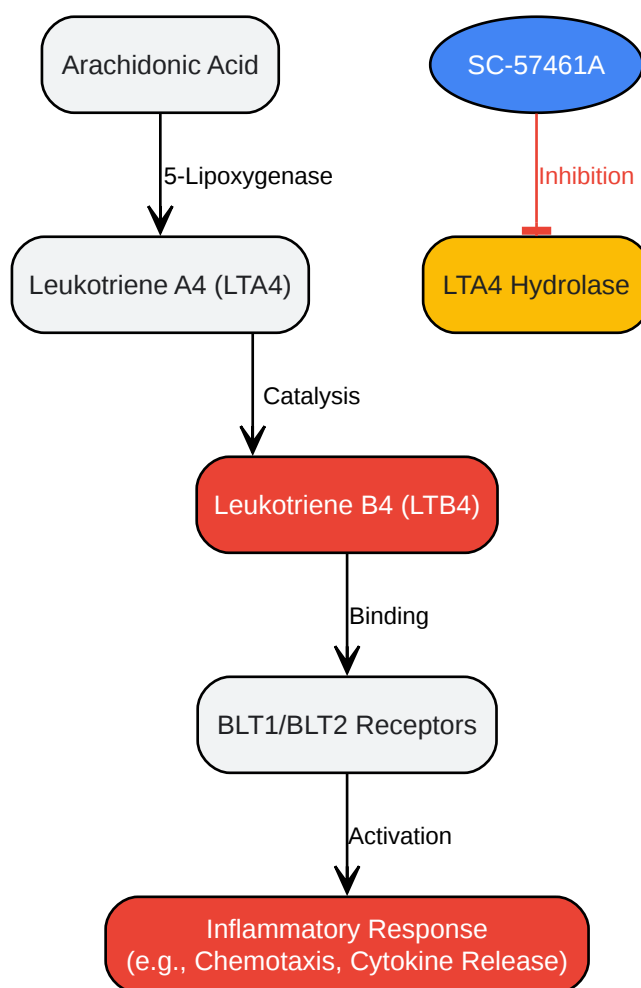 Arachidonic Acid
SC-57461A
5-Lipoxygenase
Inhibition
Leukotriene A4 (LTA4)
LTA4 Hydrolase
Catalysis
Leukotriene B4 (LTB4)
Binding
BLT1/BLT2 Receptors
Activation
Inflammatory Response
(e.g., Chemotaxis, Cytokine Release)